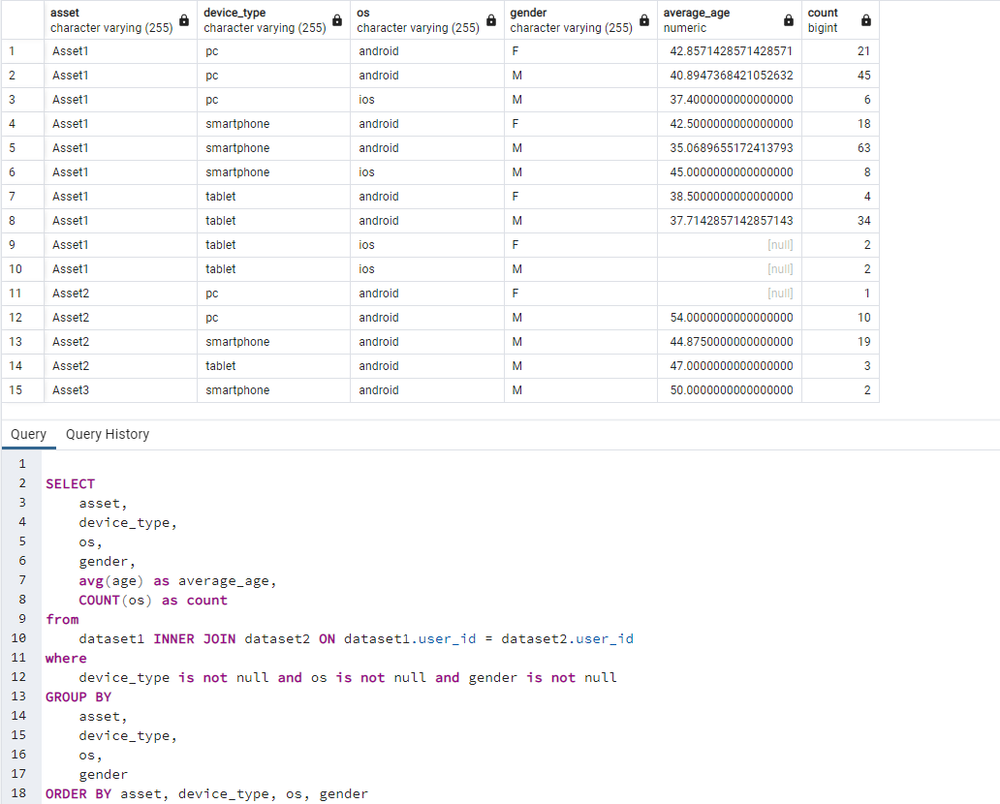 asset device_type os gender average_age count
character varying (255) character varying (255) character varying (255) character varying (255) numeric bigint
1 Asset1 pc android F 42.8571428571428571 21
2 Asset1 pc android M 40.8947368421052632 45
3 Asset1 pc ios M 37.4000000000000000 6
4 Asset1 smartphone android F 42.5000000000000000 18
5 Asset1 smartphone android M 35.0689655172413793 63
6 Asset1 smartphone ios M 45.0000000000000000 8
7 Asset1 tablet android F 38.5000000000000000 4
8 Asset1 tablet android M 37.7142857142857143 34
9 Asset1 tablet ios F [null] 2
10 Asset1 tablet ios M [null] 2
11 Asset2 pc android F [null] 1
12 Asset2 pc android M 54.0000000000000000 10
13 Asset2 smartphone android M 44.8750000000000000 19
14 Asset2 tablet android M 47.0000000000000000 3
15 Asset3 smartphone android M 50.0000000000000000 2
Query Query History
1
2 SELECT
3 asset,
4 device_type,
5 os,
6 gender,
7 avg(age) as average_age,
8 COUNT(os) as count
9 from
10 dataset1 INNER JOIN dataset2 ON dataset1.user_id = dataset2.user_id
11 where
12 device_type is not null and os is not null and gender is not null
13 GROUP BY
14 asset,
15 device_type,
16 os,
17 gender
18 ORDER BY asset, device_type, os, gender